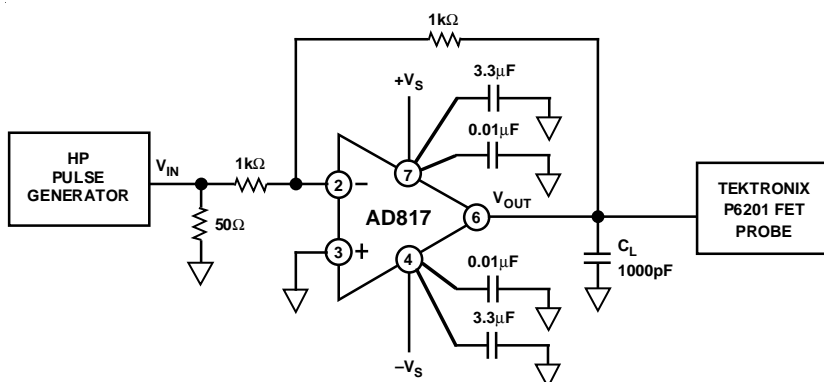 1kΩ
3.3μF
+VS
0.01μF
HP
PULSE
GENERATOR
VIN
1kΩ
2
−
7
VOUT
TEKTRONIX
P6201 FET
PROBE
AD817
6
50Ω
3
+
4
0.01μF
CL
1000pF
3.3μF
−VS